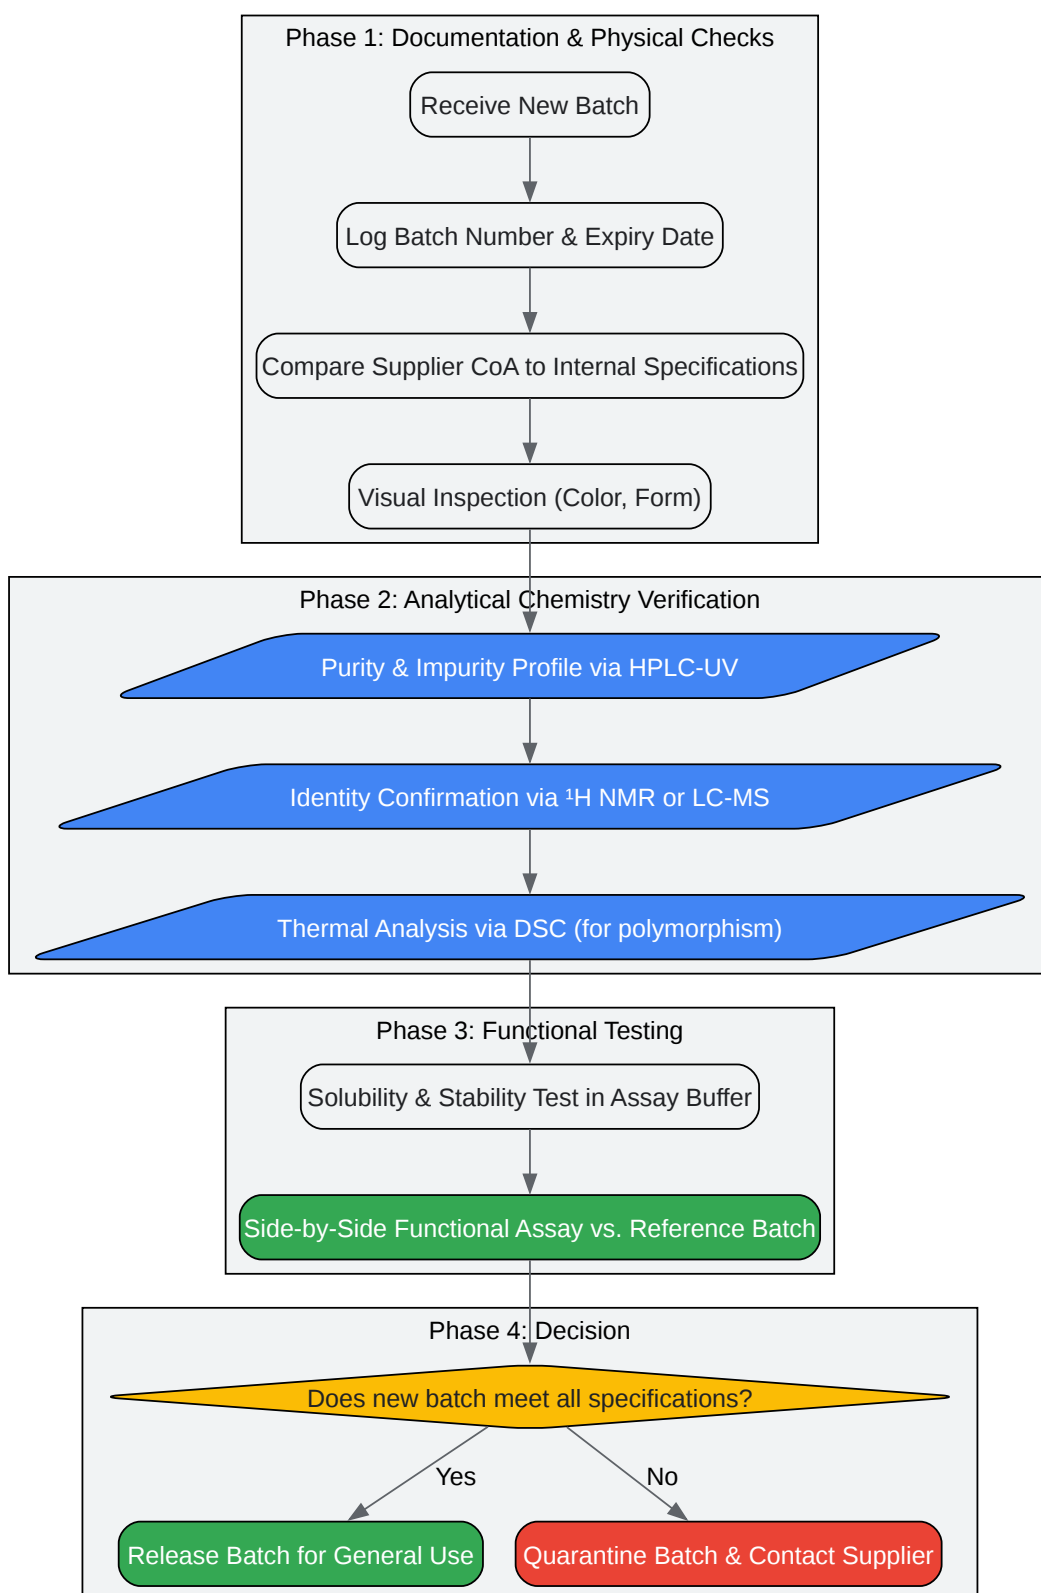 Phase 1: Documentation & Physical Checks
Receive New Batch
Log Batch Number & Expiry Date
Compare Supplier CoA to Internal Specifications
Visual Inspection (Color, Form)
Phase 2: Analytical Chemistry Verification
Purity & Impurity Profile via HPLC-UV
Identity Confirmation via ¹H NMR or LC-MS
Thermal Analysis via DSC (for polymorphism)
Phase 3: Functional Testing
Solubility & Stability Test in Assay Buffer
Side-by-Side Functional Assay vs. Reference Batch
Phase 4: Decision
Does new batch meet all specifications?
Yes
No
Release Batch for General Use
Quarantine Batch & Contact Supplier